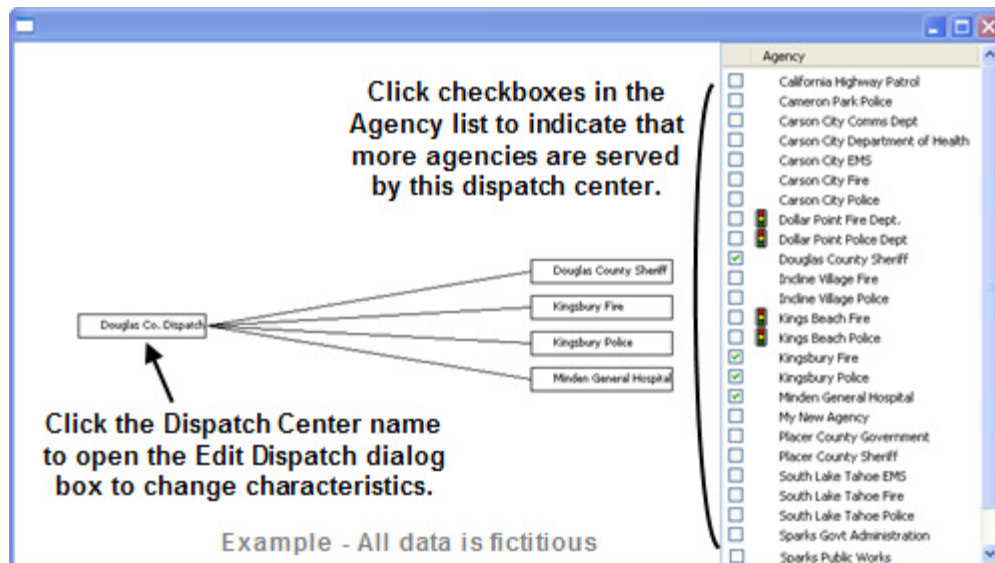 Click checkboxes in the
Agency list to indicate that
more agencies are served
by this dispatch center.
Douglas Co. Dispatch
Douglas County Sheriff
Kingsbury Fire
Kingsbury Police
Minden General Hospital
Click the Dispatch Center name
to open the Edit Dispatch dialog
box to change characteristics.
Example - All data is fictitious
Agency
California Highway Patrol
Cameron Park Police
Carson City Comms Dept
Carson City Department of Health
Carson City EMS
Carson City Fire
Carson City Police
Dollar Point Fire Dept.
Dollar Point Police Dept
Douglas County Sheriff
Incline Village Fire
Incline Village Police
Kings Beach Fire
Kings Beach Police
Kingsbury Fire
Kingsbury Police
Minden General Hospital
My New Agency
Placer County Government
Placer County Sheriff
South Lake Tahoe EMS
South Lake Tahoe Fire
South Lake Tahoe Police
Sparks Govt Administration
Sparks Public Works